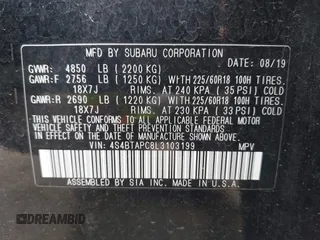 MFD. BY SUBARU CORPORATION DATE: 08/19
GVWR: 4850 LB (2200 KG)
GAWR:F 2756 LB (1250 KG) WITH 225/60R18 100H TIRES.
18X7J RIMS. AT 240 KPA (35 PSI) COLD
GAWR:R 2690 LB (1220 KG) WITH 225/60R18 100H TIRES.
18X7J RIMS. AT 230 KPA (33 PSI) COLD
THIS VEHICLE CONFORMS TO ALL APPLICABLE FEDERAL MOTOR
VEHICLE SAFETY, BUMPER, AND THEFT PREVENTION STANDARDS
IN EFFECT ON THE DATE OF MANUFACTURE SHOWN ABOVE.
VIN: 4S4BTAPC8L3103199 MPV
ASSEMBLED BY SIA INC. MADE IN U.S.A.
DREAMBID